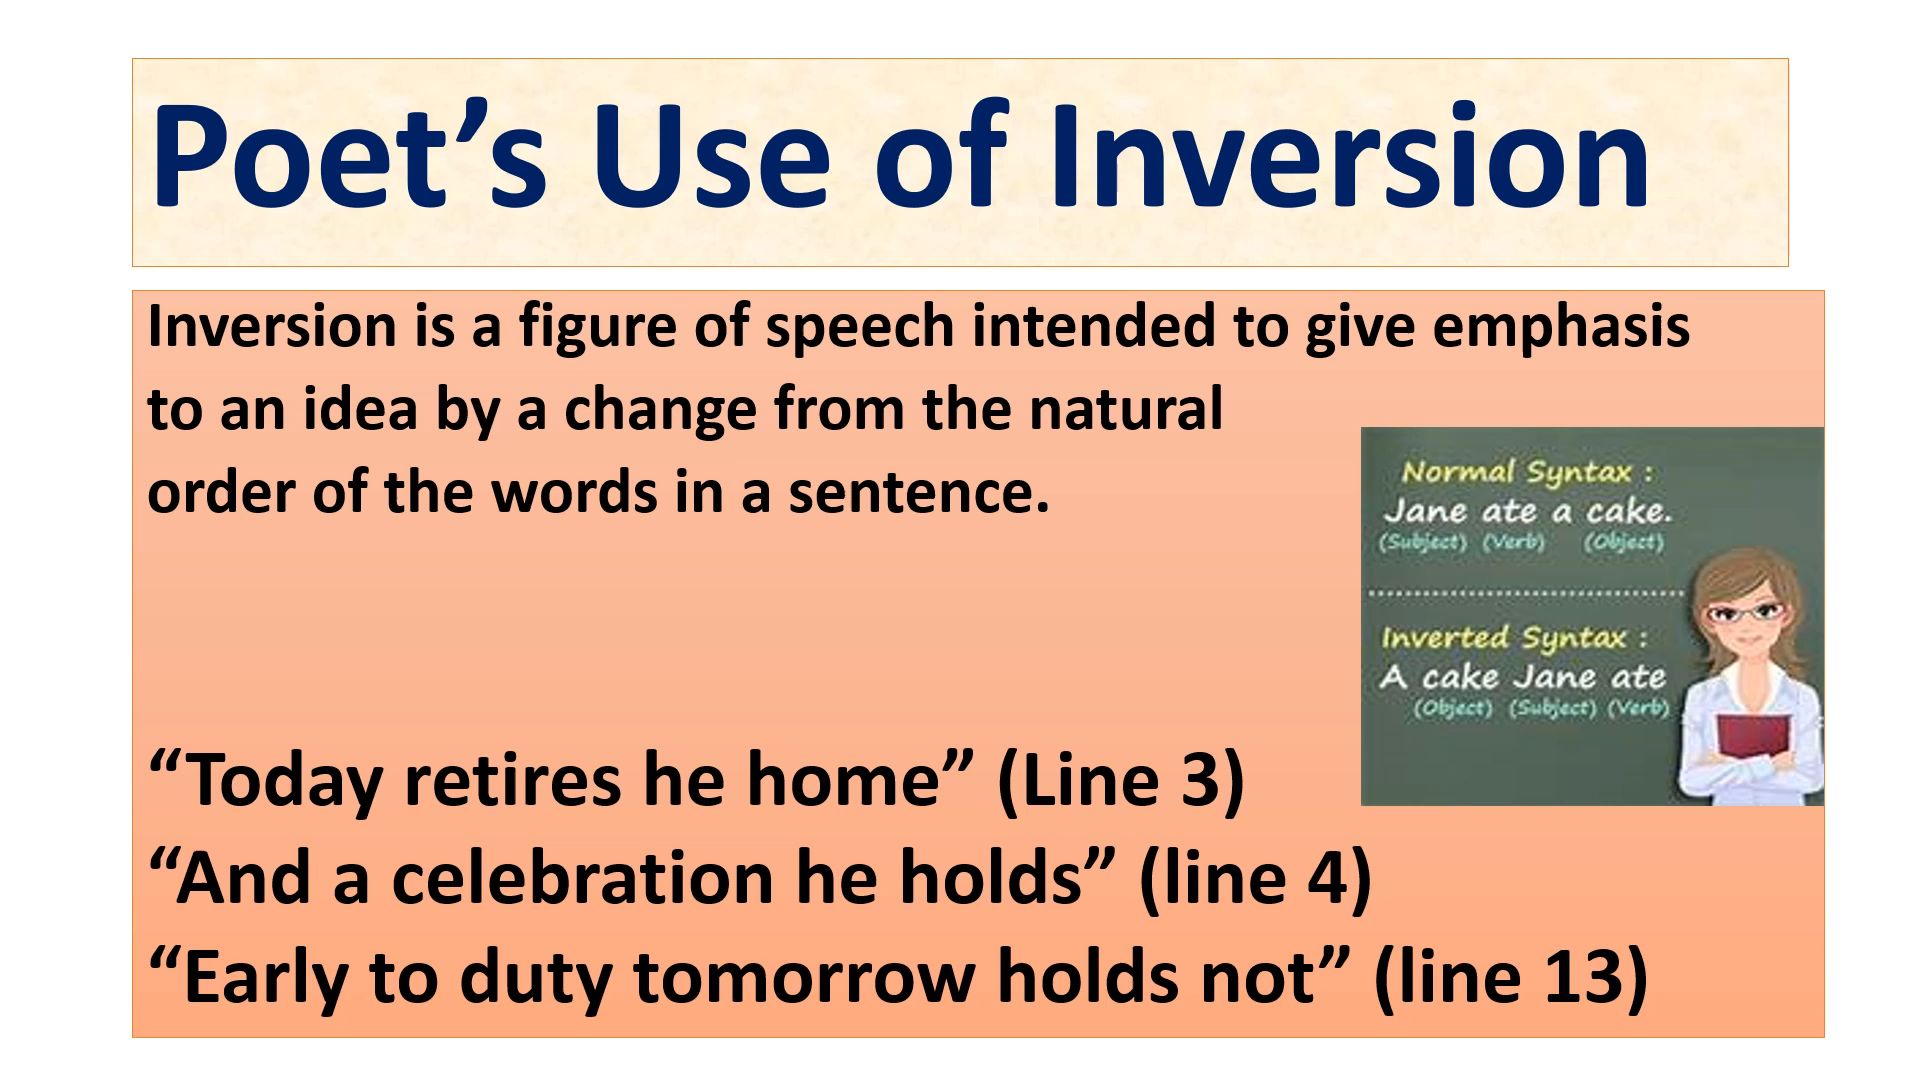 Poet’s Use of Inversion
Inversion is a figure of speech intended to give emphasis
to an idea by a change from the natural
order of the words in a sentence.
Normal Syntax :
Jane ate a cake.
(Subject) (Verb) (Object)
Inverted Syntax :
A cake Jane ate
(Object) (Subject) (Verb)
“Today retires he home” (Line 3)
“And a celebration he holds” (line 4)
“Early to duty tomorrow holds not” (line 13)